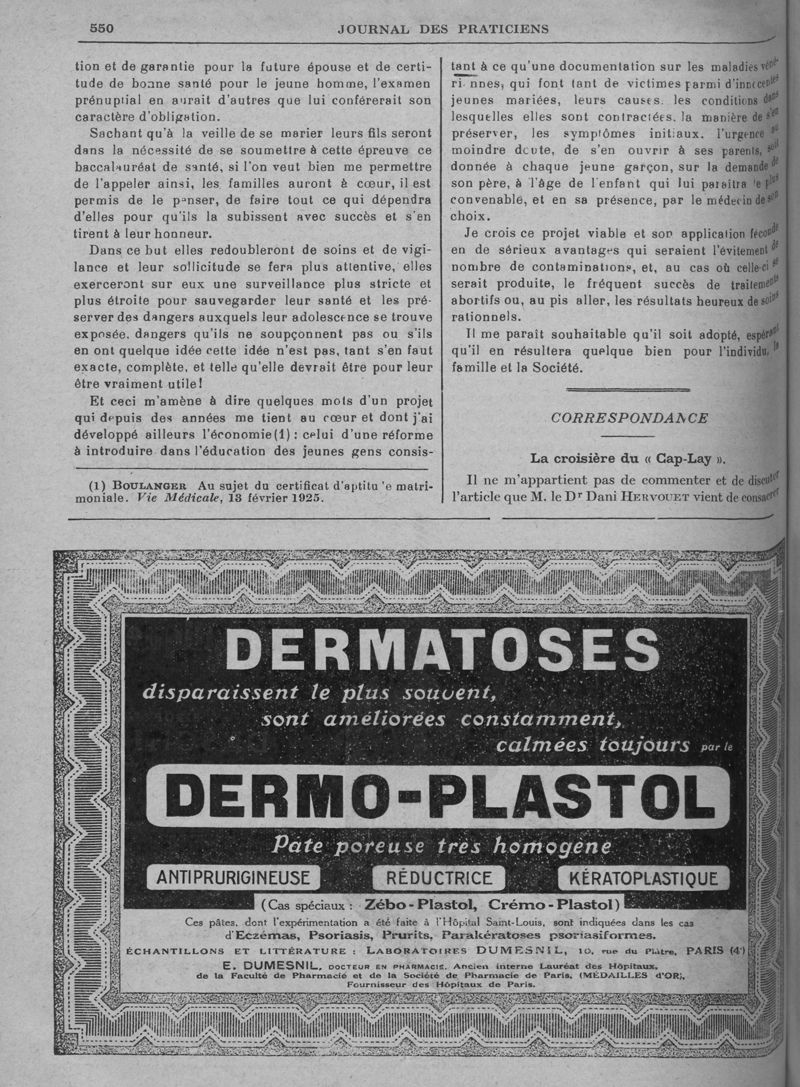 550
JOURNAL DES PRATICIENS
tion et de garantie pour la future épouse et de certi-
tude de bonne santé pour le jeune homme, l'examen
prénuptial en aurait d'autres que lui conférerait son
caractère d'obligation.
Sachant qu'à la veille de se marier leurs fils seront
dans la nécessité de se soumettre à cette épreuve ce
baccalauréat de santé, si l'on veut bien me permettre
de l'appeler ainsi, les familles auront à cœur, il est
permis de le penser, de faire tout ce qui dépendra
d'elles pour qu'ils la subissent avec succès et s'en
tirent à leur honneur.
Dans ce but elles redoubleront de soins et de vigi-
lance et leur sollicitude se fera plus attentive, elles
exerceront sur eux une surveillance plus stricte et
plus étroite pour sauvegarder leur santé et les pré-
server des dangers auxquels leur adolescence se trouve
exposée, dangers qu'ils ne soupçonnent pas ou s'ils
en ont quelque idée cette idée n'est pas, tant s'en faut
exacte, complète, et telle qu'elle devrait être pour leur
être vraiment utile!
Et ceci m'amène à dire quelques mots d'un projet
qui depuis des années me tient au cœur et dont j'ai
développé ailleurs l'économie(1) : celui d'une réforme
à introduire dans l'éducation des jeunes gens consis-
(1) BOULANGER Au sujet du certificat d'aptitu'e matri-
moniale. Vie Médicale, 13 février 1925.
tant à ce qu'une documentation sur les maladies véné-
ri nnes, qui font tant de victimes parmi d'innocentes
jeunes mariées, leurs causes, les conditions dans
lesquelles elles sont contractées, la manière de s'en
préserver, les symptômes initiaux, l'urgence au
moindre doute, de s'en ouvrir à ses parents, soit
donnée à chaque jeune garçon, sur la demande de
son père, à l'âge de l'enfant qui lui paraîtra le plus
convenable, et en sa présence, par le médecin de son
choix.
Je crois ce projet viable et son application féconde
en de sérieux avantages qui seraient l'évitement de
nombre de contaminations, et, au cas où celle-ci se
serait produite, le fréquent succès de traitements
abortifs ou, au pis aller, les résultats heureux de soins
rationnels.
Il me paraît souhaitable qu'il soit adopté, espérant
qu'il en résultera quelque bien pour l'individu, la
famille et la Société.
CORRESPONDANCE
La croisière du « Cap-Lay ».
Il ne m'appartient pas de commenter et de discuter
l'article que M. le Dr Dani HERVOUET vient de consacrer
DERMATOSES
disparaissent le plus souvent,
sont améliorées constamment,
calmées toujours par le
DERMO-PLASTOL
Pâte poreuse très homogène
ANTIPRURIGINEUSE
RÉDUCTRICE
KÉRATOPLASTIQUE
(Cas spéciaux : Zébo-Plastol, Crémo-Plastol)
Ces pâtes, dont l'expérimentation a été faite à l'Hôpital Saint-Louis, sont indiquées dans les cas
d'Eczémas, Psoriasis, Prurits, Parakératoses psoriasiformes.
ÉCHANTILLONS ET LITTÉRATURE : LABORATOIRES DUMESNIL, 10, rue du Plâtre, PARIS (4e)
E. DUMESNIL, DOCTEUR EN PHARMACIE, Ancien interne Lauréat des Hôpitaux,
de la Faculté de Pharmacie et de la Société de Pharmacie de Paris, (MÉDAILLES d'OR),
Fournisseur des Hôpitaux de Paris.